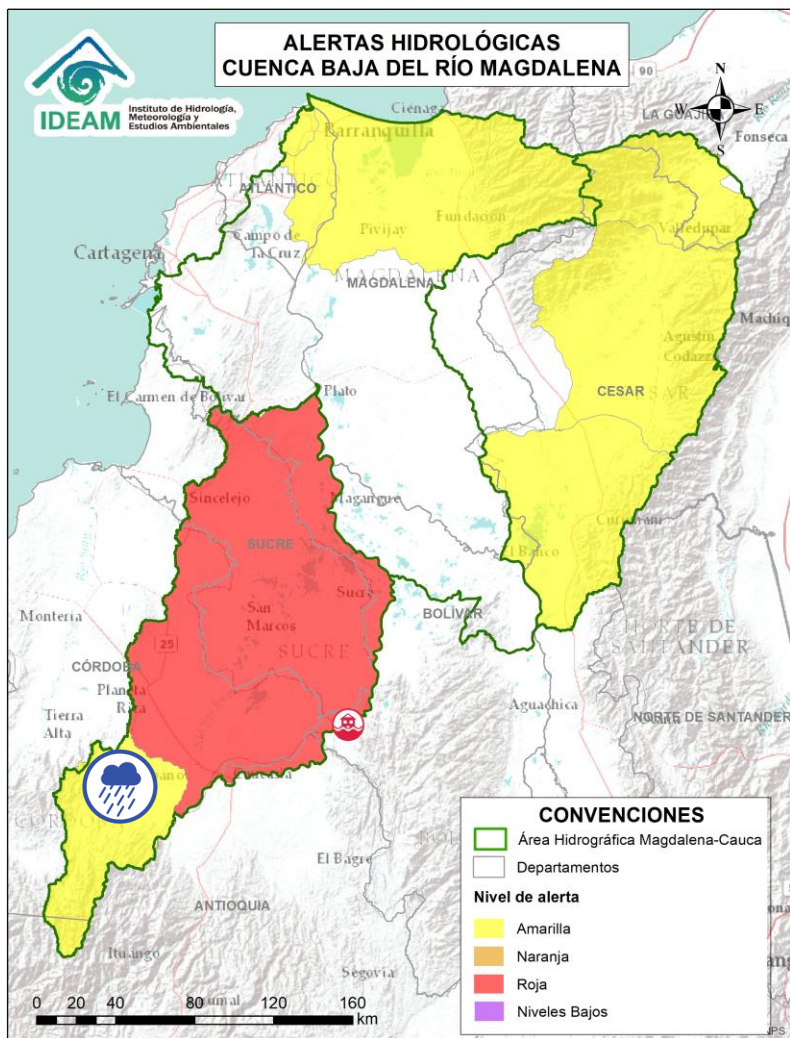 ALERTAS HIDROLÓGICAS
CUENCA BAJA DEL RÍO MAGDALENA
IDEAM
Instituto de Hidrología,
Meteorología y
Estudios Ambientales
N
W E
S
90
Ciénaga
LA GUAJIRA
Fonseca
Barranquilla
ATLÁNTICO
Cartagena
Campo de
la Cruz
Pivijay
Fundación
Valledupar
MAGDALENA
MAGDALENA
Machiq
Agustín
Codazzi
CESAR
El Carmen de Bolívar
Plato
Sincelejo
Magangue
SUCRE
El Banco
Sucre
San
Marcos
BOLÍVAR
SUCRE
Montería
25
CÓRDOBA
Planeta
Rica
NORTE DE
SANTANDER
Aguachica
Tierra
Alta
NORTE DE SANTANDER
El Bagre
ANTIOQUIA
Ituango
Segovia
CONVENCIONES
Área Hidrográfica Magdalena-Cauca
Departamentos
Nivel de alerta
Amarilla
Naranja
Roja
Niveles Bajos
0 20 40 80 120 160
km